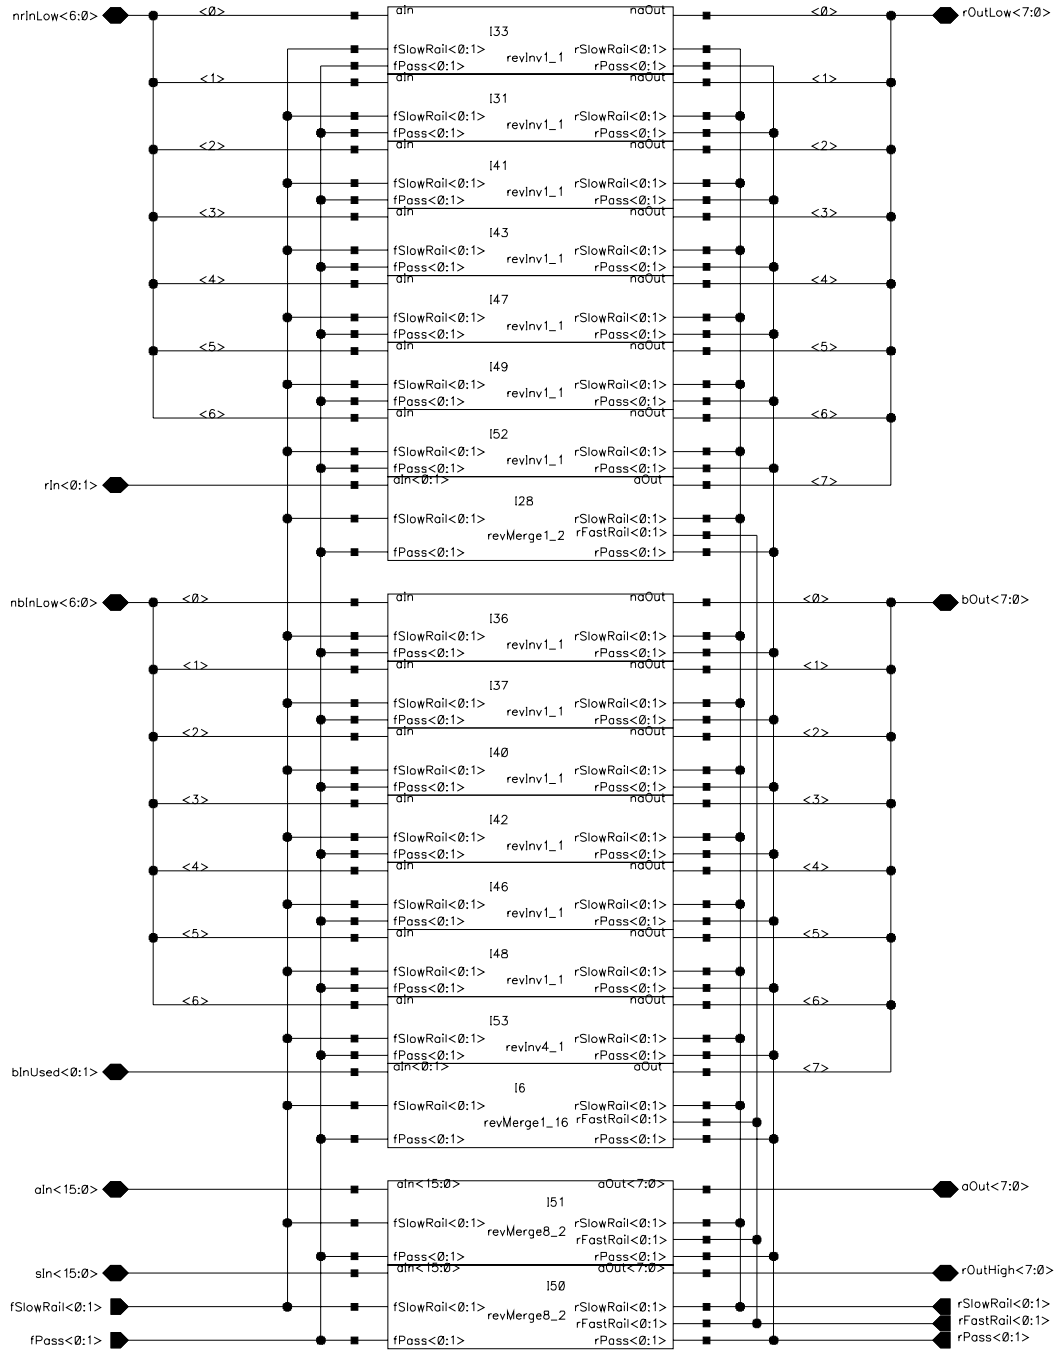 nrInLow<6:0> <0> aIn naOut <0> rOutLow<7:0>
I33
fSlowRail<0:1> revInv1_1 rSlowRail<0:1>
fPass<0:1> rPass<0:1>
<1> aIn naOut <1>
I31
fSlowRail<0:1> revInv1_1 rSlowRail<0:1>
fPass<0:1> rPass<0:1>
<2> aIn naOut <2>
I41
fSlowRail<0:1> revInv1_1 rSlowRail<0:1>
fPass<0:1> rPass<0:1>
<3> aIn naOut <3>
I43
fSlowRail<0:1> revInv1_1 rSlowRail<0:1>
fPass<0:1> rPass<0:1>
<4> aIn naOut <4>
I47
fSlowRail<0:1> revInv1_1 rSlowRail<0:1>
fPass<0:1> rPass<0:1>
<5> aIn naOut <5>
I49
fSlowRail<0:1> revInv1_1 rSlowRail<0:1>
fPass<0:1> rPass<0:1>
<6> aIn naOut <6>
I52
fSlowRail<0:1> revInv1_1 rSlowRail<0:1>
fPass<0:1> rPass<0:1>
rIn<0:1> aIn<0:1> aOut <7>
I28
fSlowRail<0:1> rSlowRail<0:1>
revMerge1_2 rFastRail<0:1>
fPass<0:1> rPass<0:1>
nbInLow<6:0> <0> aIn naOut <0> bOut<7:0>
I36
fSlowRail<0:1> revInv1_1 rSlowRail<0:1>
fPass<0:1> rPass<0:1>
<1> aIn naOut <1>
I37
fSlowRail<0:1> revInv1_1 rSlowRail<0:1>
fPass<0:1> rPass<0:1>
<2> aIn naOut <2>
I40
fSlowRail<0:1> revInv1_1 rSlowRail<0:1>
fPass<0:1> rPass<0:1>
<3> aIn naOut <3>
I42
fSlowRail<0:1> revInv1_1 rSlowRail<0:1>
fPass<0:1> rPass<0:1>
<4> aIn naOut <4>
I46
fSlowRail<0:1> revInv1_1 rSlowRail<0:1>
fPass<0:1> rPass<0:1>
<5> aIn naOut <5>
I48
fSlowRail<0:1> revInv1_1 rSlowRail<0:1>
fPass<0:1> rPass<0:1>
<6> aIn naOut <6>
I53
fSlowRail<0:1> revInv4_1 rSlowRail<0:1>
fPass<0:1> rPass<0:1>
bInUsed<0:1> aIn<0:1> aOut <7>
I6
fSlowRail<0:1> rSlowRail<0:1>
revMerge1_16 rFastRail<0:1>
fPass<0:1> rPass<0:1>
aIn<15:0> aIn<15:0> aOut<7:0> aOut<7:0>
I51
fSlowRail<0:1> rSlowRail<0:1>
revMerge8_2 rFastRail<0:1>
fPass<0:1> rPass<0:1>
sIn<15:0> aIn<15:0> aOut<7:0> rOutHigh<7:0>
I50
fSlowRail<0:1> fSlowRail<0:1> rSlowRail<0:1> rSlowRail<0:1>
revMerge8_2 rFastRail<0:1> rFastRail<0:1>
fPass<0:1> fPass<0:1> rPass<0:1> rPass<0:1>